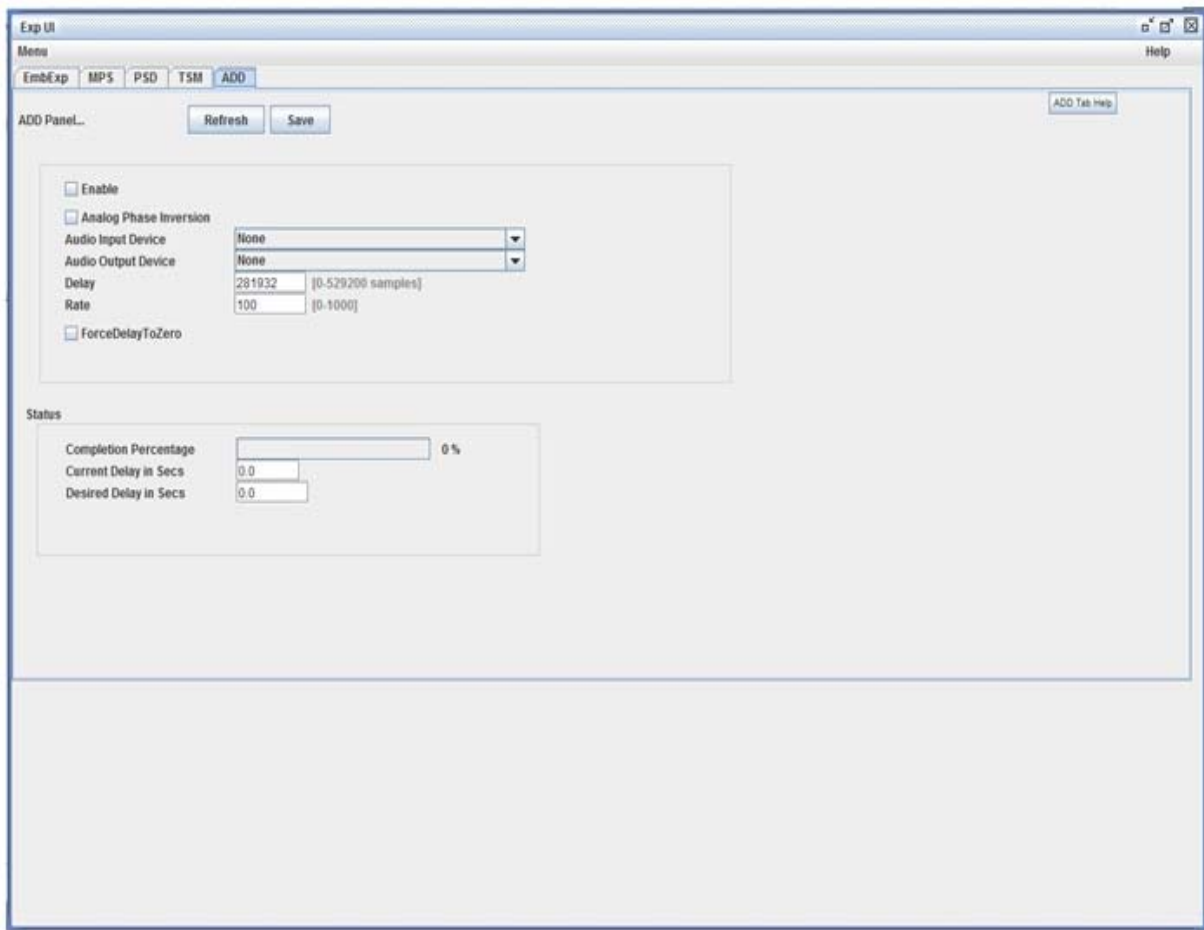 Exp UI
Menu Help
EmbExp MPS PSD TSM ADD
ADD Tab Help
ADD Panel... Refresh Save
Enable
Analog Phase Inversion
Audio Input Device None
Audio Output Device None
Delay 281932 [0-529200 samples]
Rate 100 [0-1000]
ForceDelayToZero
Status
Completion Percentage 0 %
Current Delay in Secs 0.0
Desired Delay in Secs 0.0